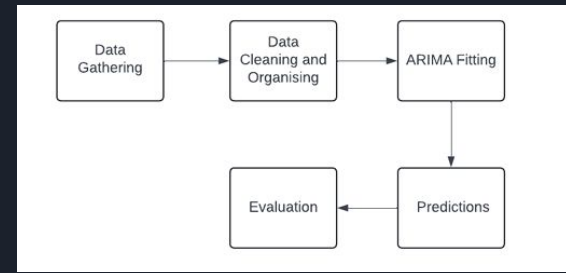 Data
Gathering
Data
Cleaning and
Organising
ARIMA Fitting
Predictions
Evaluation